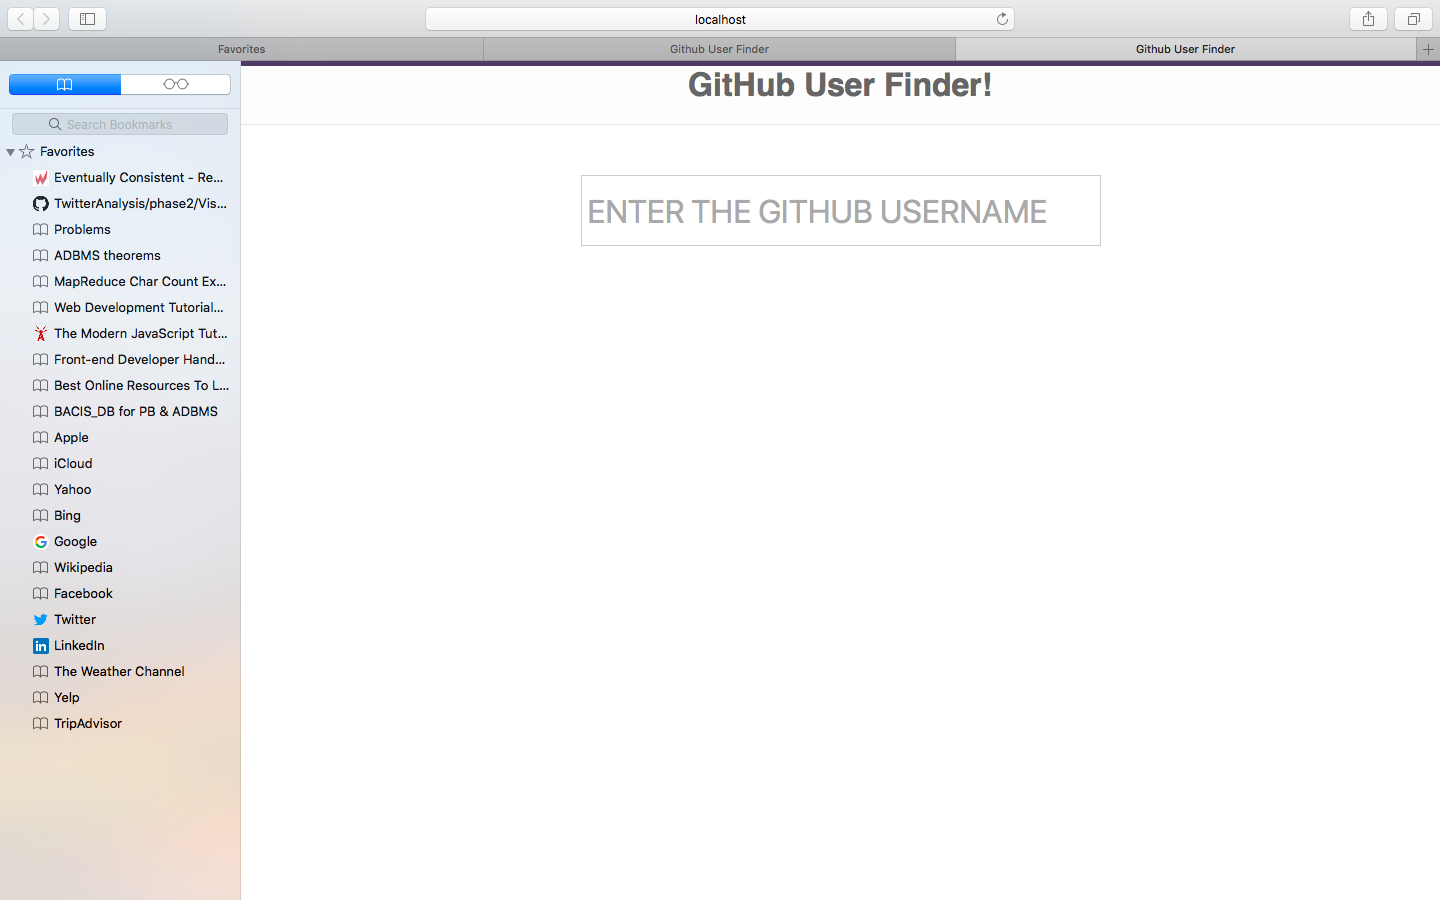 localhost
Favorites
Github User Finder
Github User Finder
Search Bookmarks
Favorites
Eventually Consistent - Re...
TwitterAnalysis/phase2/Vis...
Problems
ADBMS theorems
MapReduce Char Count Ex...
Web Development Tutorial...
The Modern JavaScript Tut...
Front-end Developer Hand...
Best Online Resources To L...
BACIS_DB for PB & ADBMS
Apple
iCloud
Yahoo
Bing
Google
Wikipedia
Facebook
Twitter
LinkedIn
The Weather Channel
Yelp
TripAdvisor
GitHub User Finder!
ENTER THE GITHUB USERNAME